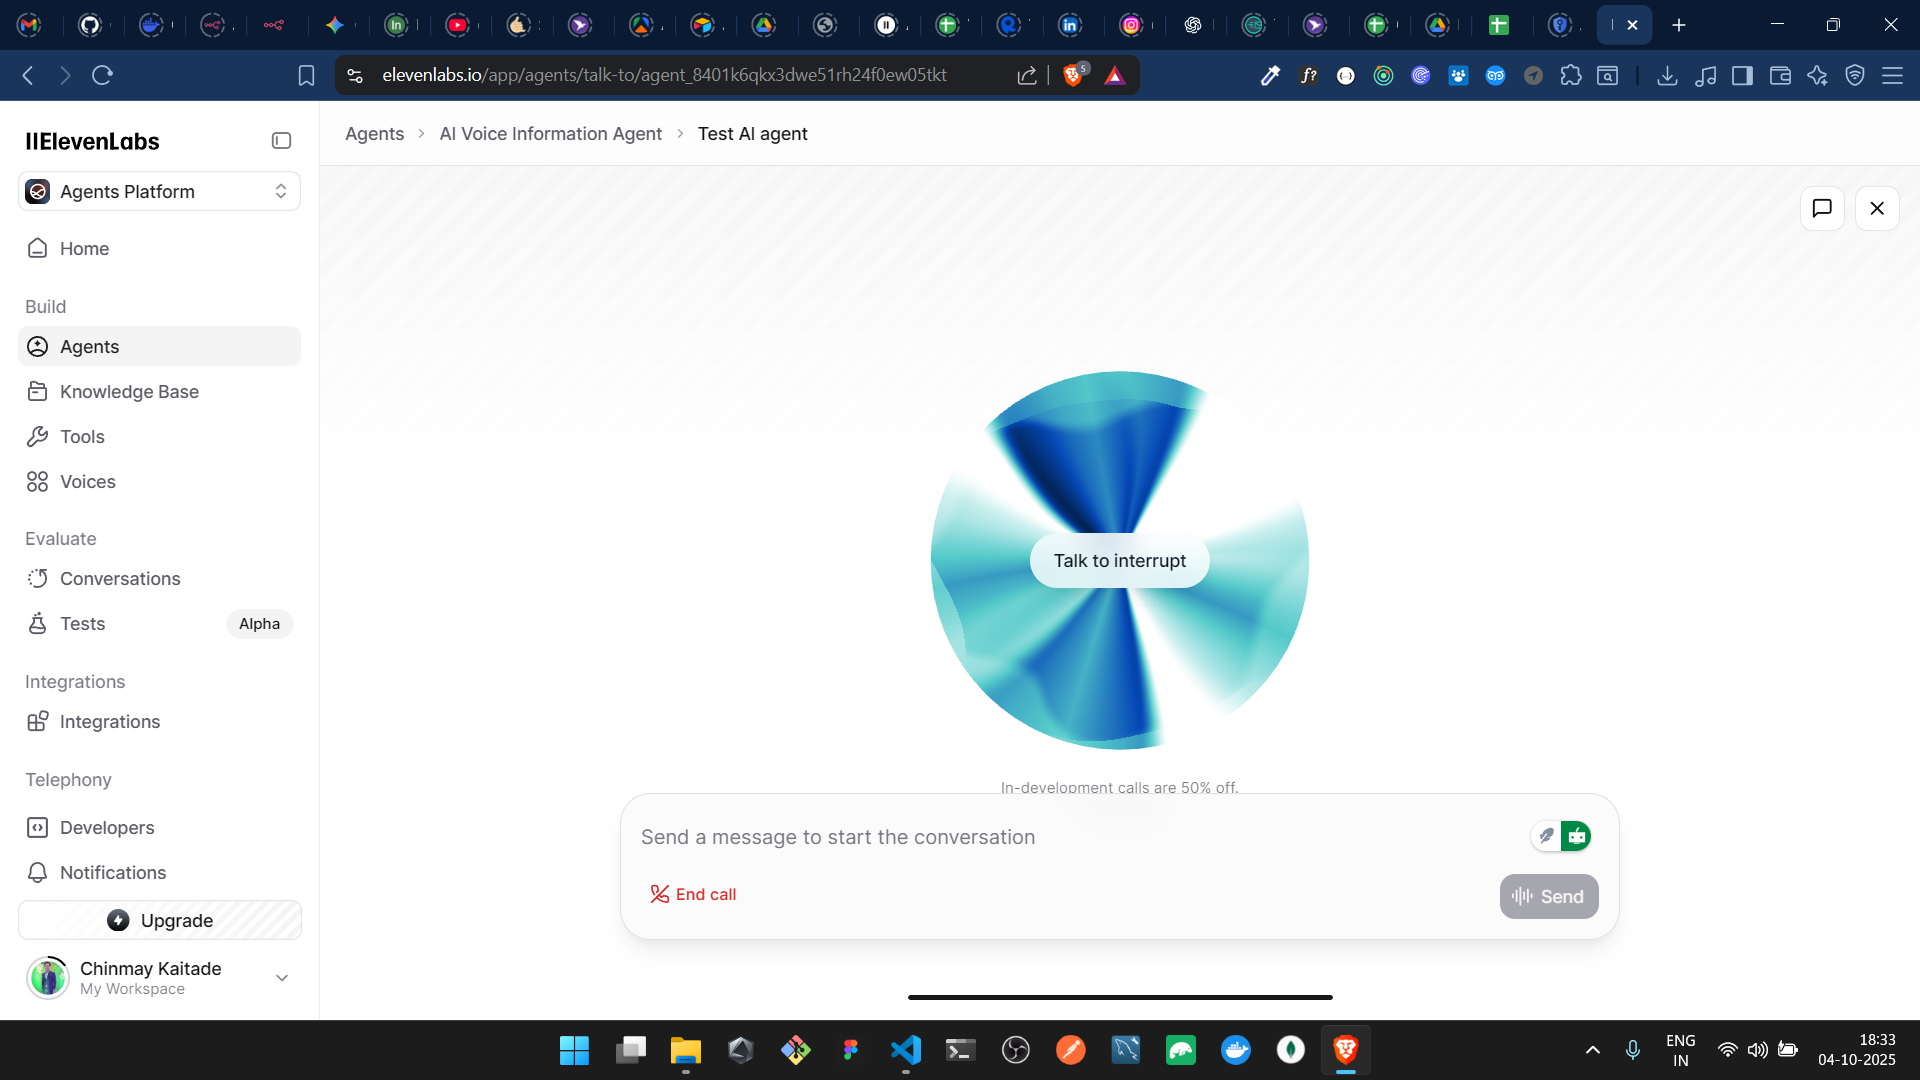 elevenlabs.io/app/agents/talk-to/agent_8401k6qkx3dwe51rh24f0ew05tkt
f?
5
IIElevenLabs
Agents Platform
Home
Build
Agents
Knowledge Base
Tools
Voices
Evaluate
Conversations
Tests
Alpha
Integrations
Integrations
Telephony
Developers
Notifications
Upgrade
Chinmay Kaitade
My Workspace
Agents > AI Voice Information Agent > Test AI agent
Talk to interrupt
In-development calls are 50% off.
Send a message to start the conversation
End call
Send
ENG
IN
18:33
04-10-2025